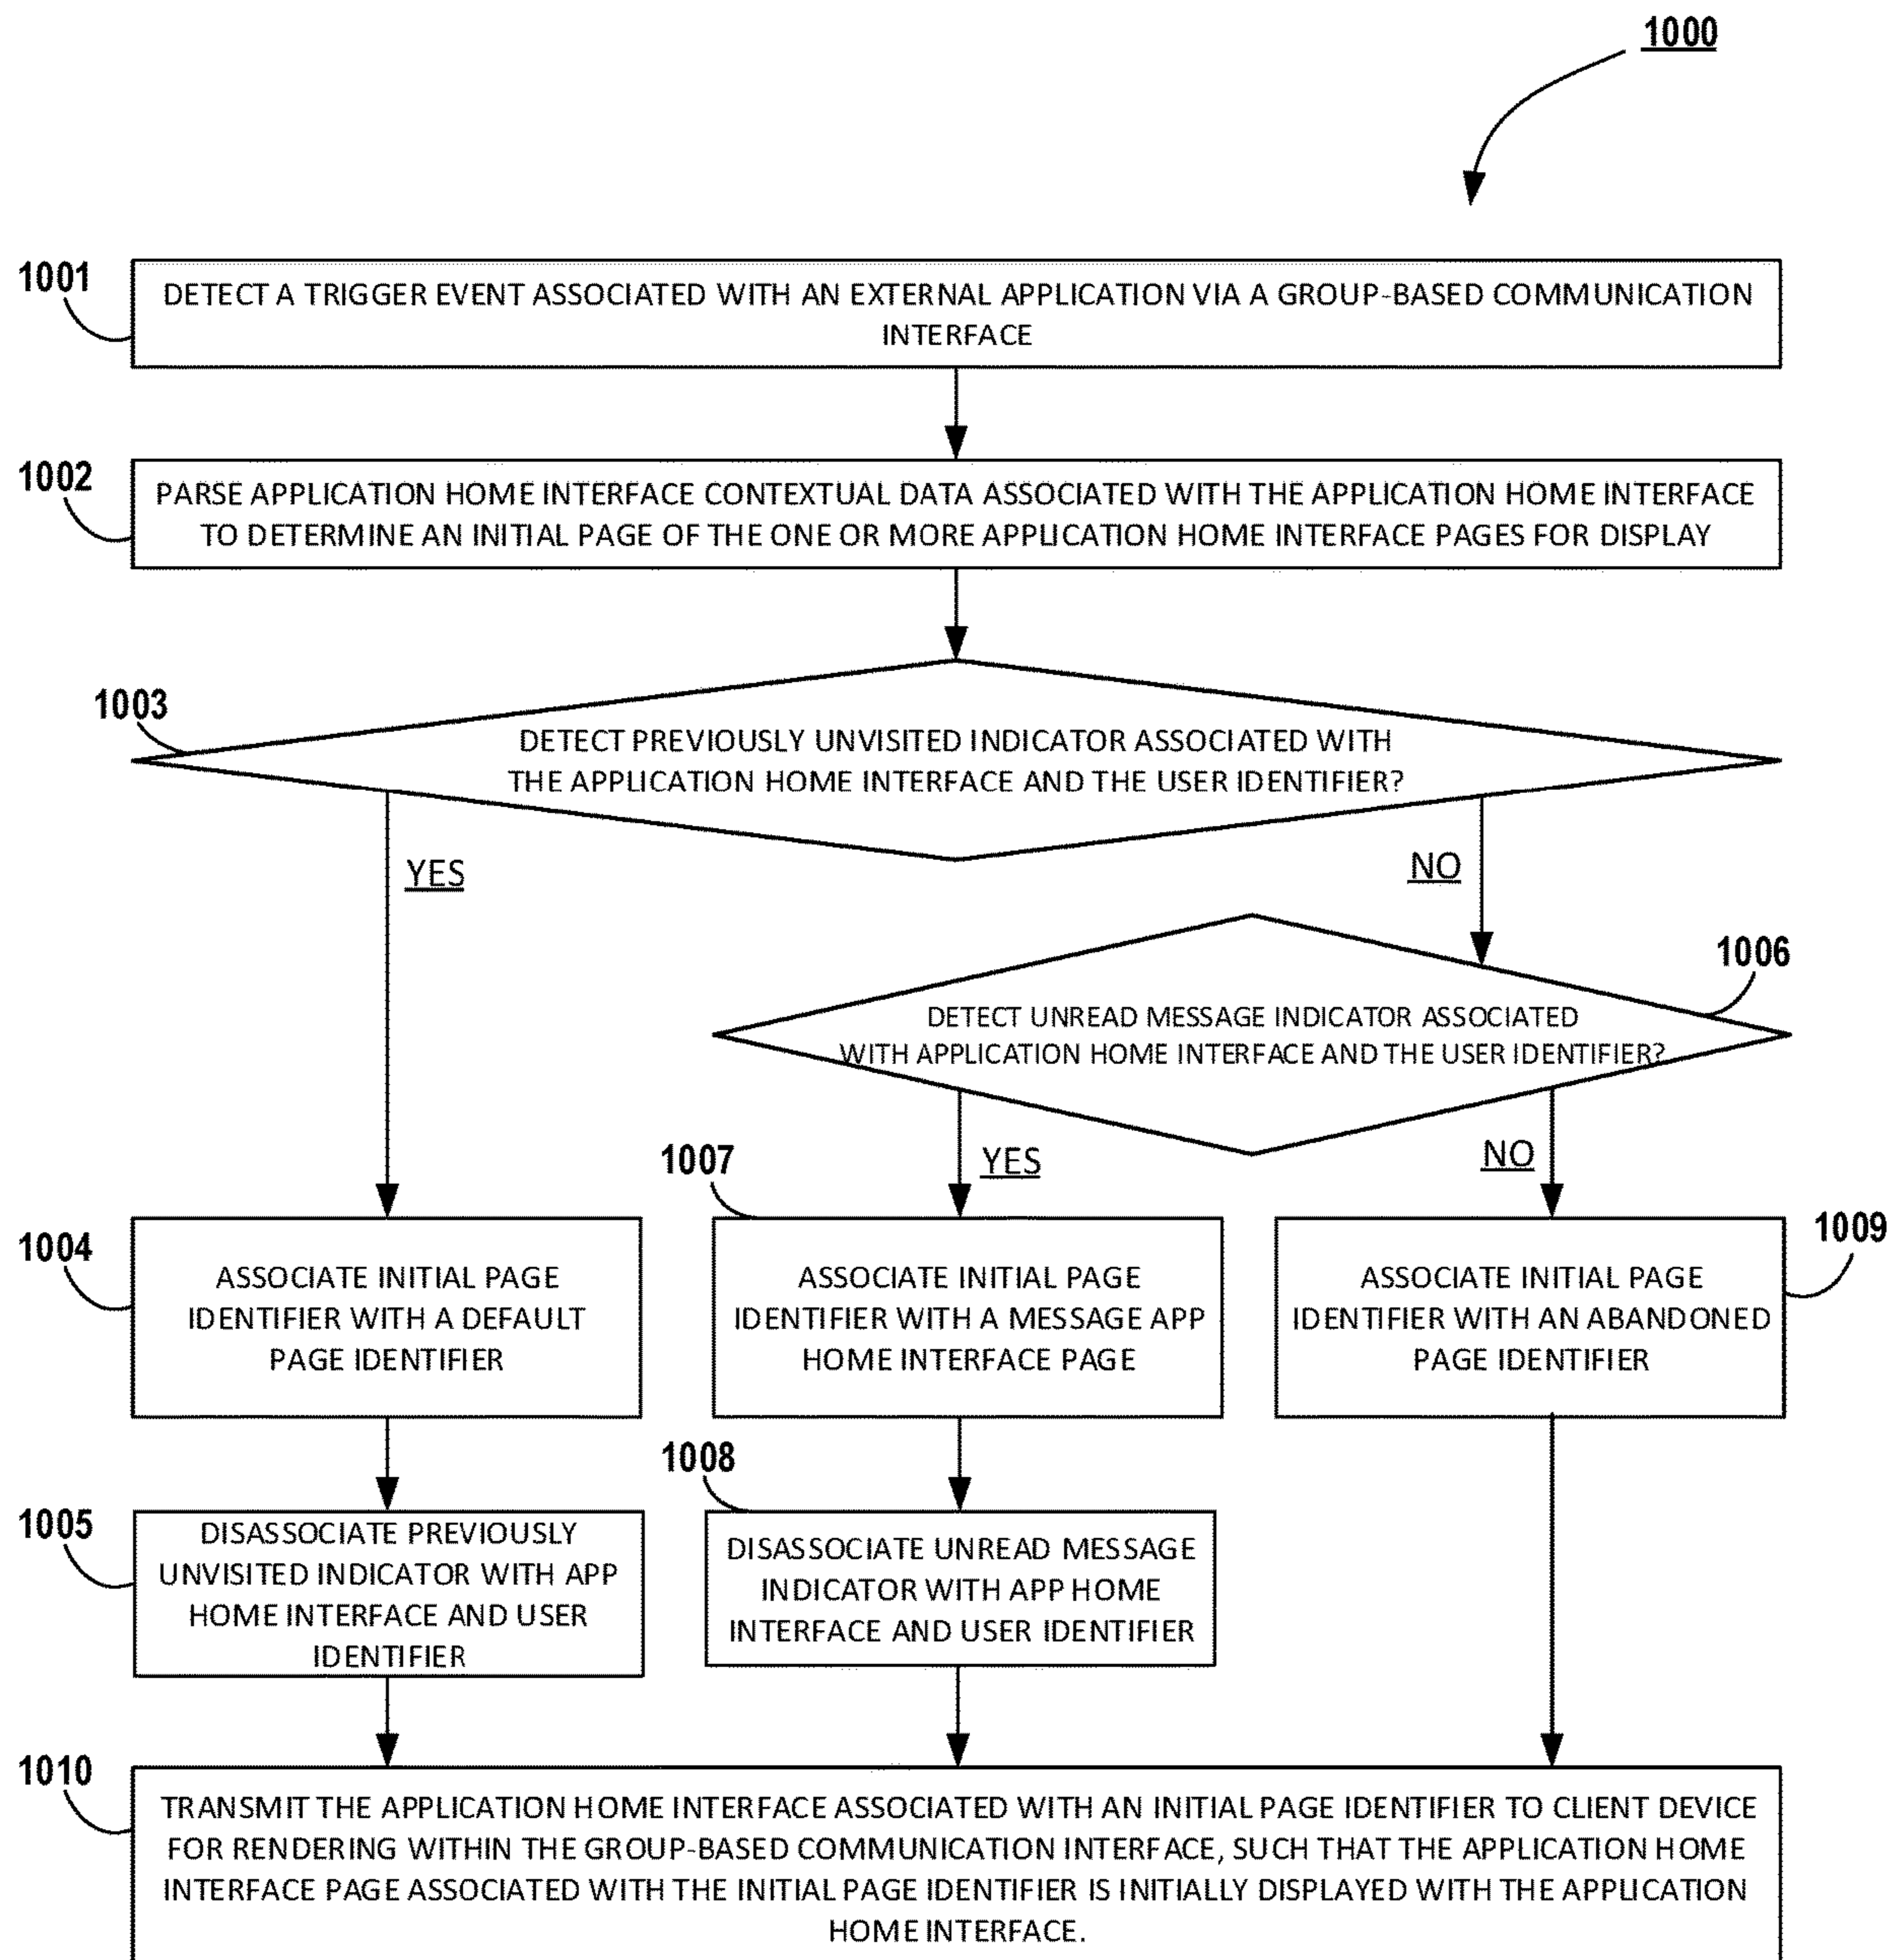 1000
1001
DETECT A TRIGGER EVENT ASSOCIATED WITH AN EXTERNAL APPLICATION VIA A GROUP-BASED COMMUNICATION
INTERFACE
1002
PARSE APPLICATION HOME INTERFACE CONTEXTUAL DATA ASSOCIATED WITH THE APPLICATION HOME INTERFACE
TO DETERMINE AN INITIAL PAGE OF THE ONE OR MORE APPLICATION HOME INTERFACE PAGES FOR DISPLAY
1003
DETECT PREVIOUSLY UNVISITED INDICATOR ASSOCIATED WITH
THE APPLICATION HOME INTERFACE AND THE USER IDENTIFIER?
YES
NO
1006
DETECT UNREAD MESSAGE INDICATOR ASSOCIATED
WITH APPLICATION HOME INTERFACE AND THE USER IDENTIFIER?
YES
NO
1004
ASSOCIATE INITIAL PAGE
IDENTIFIER WITH A DEFAULT
PAGE IDENTIFIER
1007
ASSOCIATE INITIAL PAGE
IDENTIFIER WITH A MESSAGE APP
HOME INTERFACE PAGE
1009
ASSOCIATE INITIAL PAGE
IDENTIFIER WITH AN ABANDONED
PAGE IDENTIFIER
1005
DISASSOCIATE PREVIOUSLY
UNVISITED INDICATOR WITH APP
HOME INTERFACE AND USER
IDENTIFIER
1008
DISASSOCIATE UNREAD MESSAGE
INDICATOR WITH APP HOME
INTERFACE AND USER IDENTIFIER
1010
TRANSMIT THE APPLICATION HOME INTERFACE ASSOCIATED WITH AN INITIAL PAGE IDENTIFIER TO CLIENT DEVICE
FOR RENDERING WITHIN THE GROUP-BASED COMMUNICATION INTERFACE, SUCH THAT THE APPLICATION HOME
INTERFACE PAGE ASSOCIATED WITH THE INITIAL PAGE IDENTIFIER IS INITIALLY DISPLAYED WITH THE APPLICATION
HOME INTERFACE.